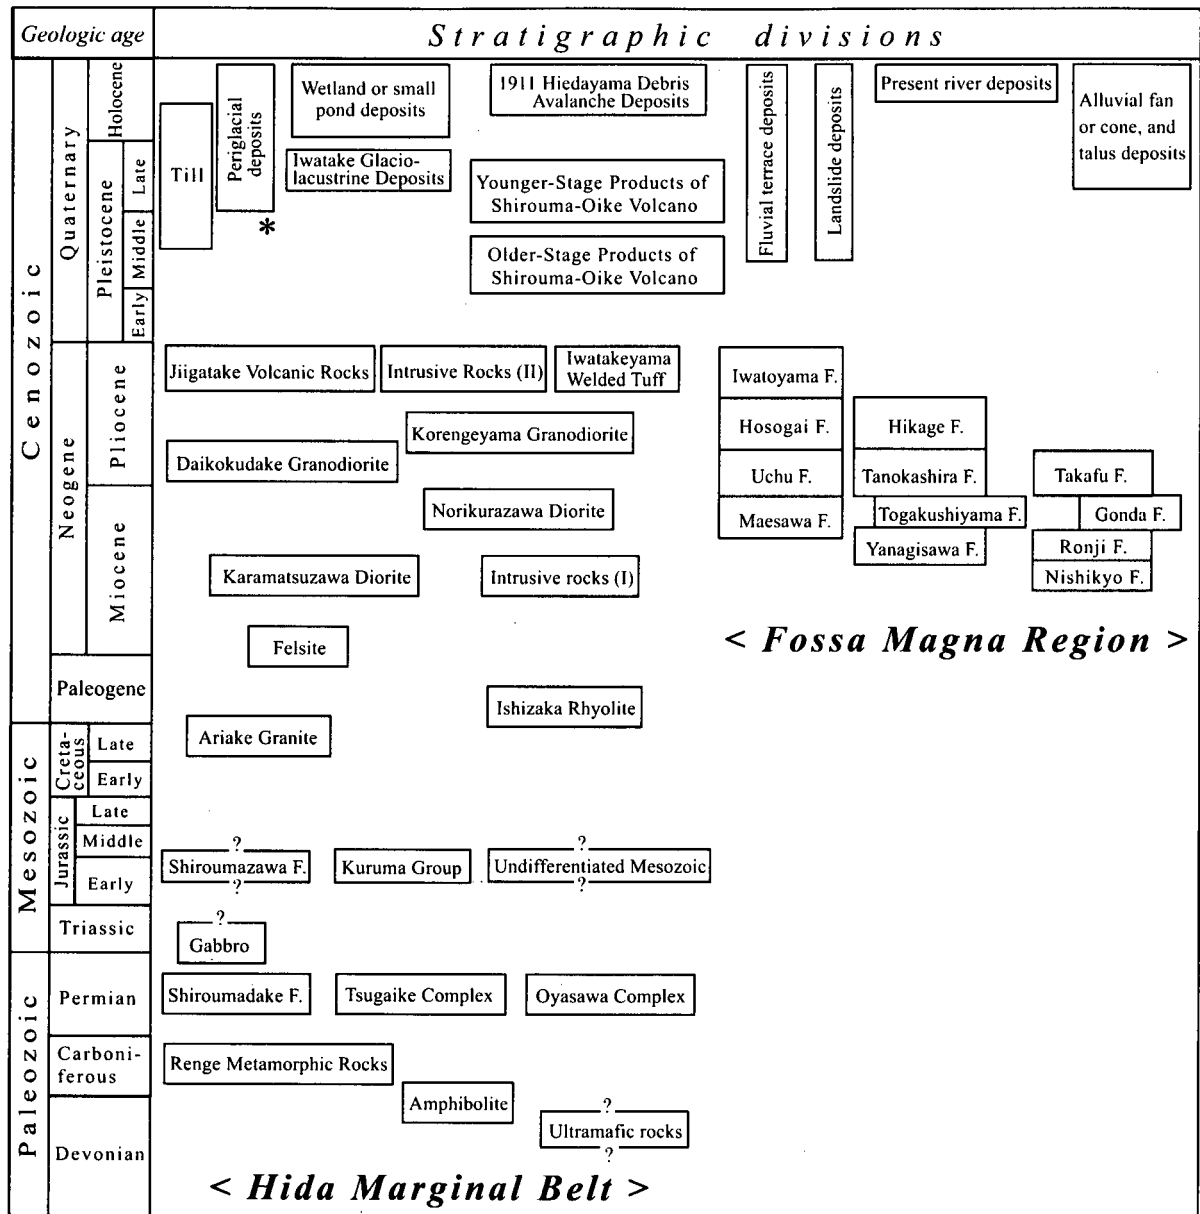 Geologic age
Stratigraphic divisions
Cenozoic
Quaternary
Holocene
Pleistocene
Late
Middle
Early
Neogene
Pliocene
Miocene
Paleogene
Mesozoic
Creta-
ceous
Late
Early
Jurassic
Late
Middle
Early
Triassic
Paleozoic
Permian
Carboni-
ferous
Devonian
Till
Periglacial
deposits
*
Wetland or small
pond deposits
Iwatake Glacio-
lacustrine Deposits
1911 Hiedayama Debris
Avalanche Deposits
Younger-Stage Products of
Shirouma-Oike Volcano
Older-Stage Products of
Shirouma-Oike Volcano
Fluvial terrace deposits
Landslide deposits
Present river deposits
Alluvial fan
or cone, and
talus deposits
Jiigatake Volcanic Rocks
Intrusive Rocks (II)
Iwatakeyama
Welded Tuff
Korengeyama Granodiorite
Daikokudake Granodiorite
Norikurazawa Diorite
Karamatsuzawa Diorite
Intrusive rocks (I)
Felsite
Ishizaka Rhyolite
Ariake Granite
Iwatoyama F.
Hosogai F.
Uchu F.
Maesawa F.
Hikage F.
Tanokashira F.
Togakushiyama F.
Yanagisawa F.
Takafu F.
Gonda F.
Ronji F.
Nishikyo F.
< Fossa Magna Region >
?
Shiroumazawa F.
?
Kuruma Group
?
Undifferentiated Mesozoic
?
?
Gabbro
Shiroumadake F.
Tsugaike Complex
Oyasawa Complex
Renge Metamorphic Rocks
Amphibolite
?
Ultramafic rocks
?
< Hida Marginal Belt >